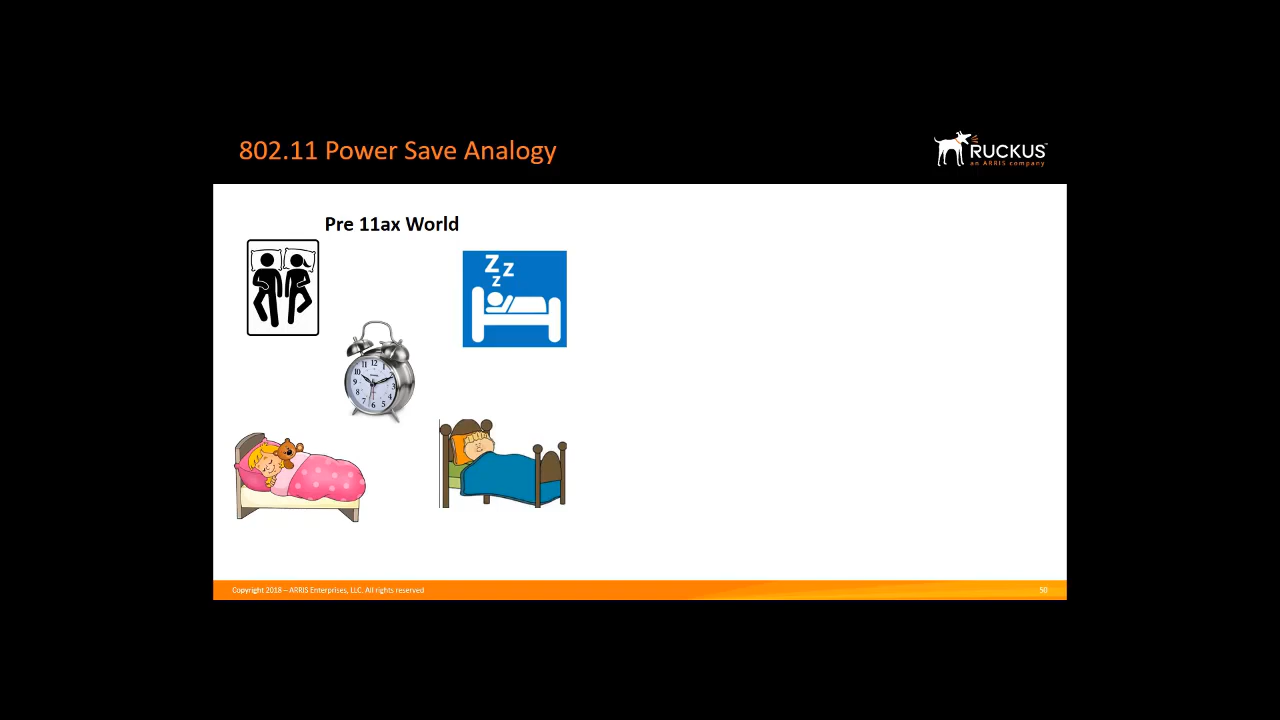 802.11 Power Save Analogy
RUCKUS
an ARRIS company
Pre 11ax World
Z Z
z
Copyright 2018 – ARRIS Enterprises, LLC. All rights reserved
50